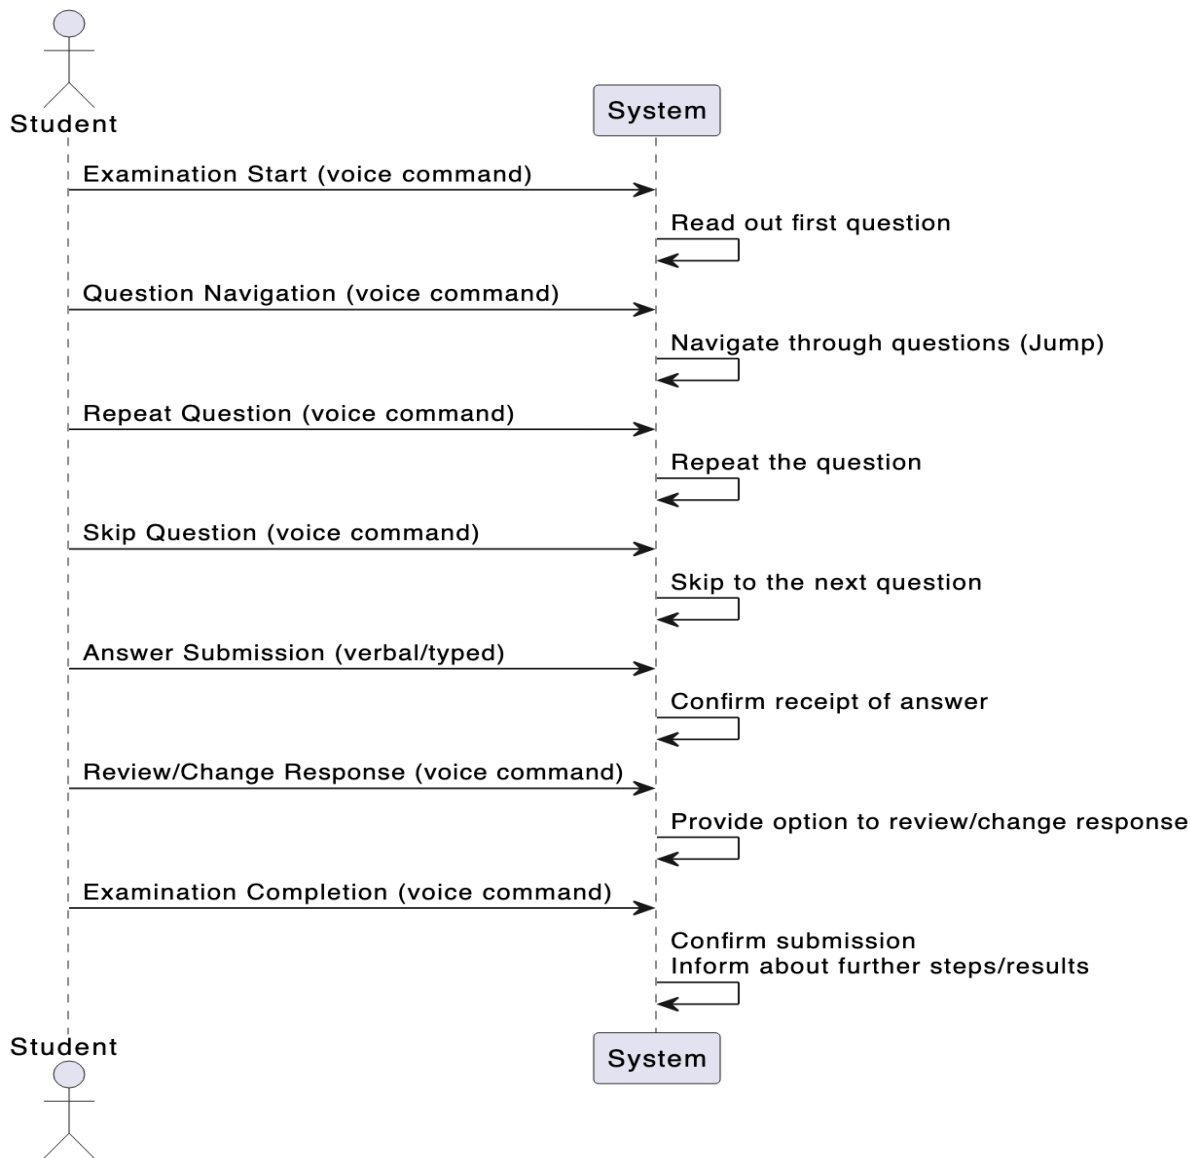 Student
System
Examination Start (voice command)
Read out first question
Question Navigation (voice command)
Navigate through questions (Jump)
Repeat Question (voice command)
Repeat the question
Skip Question (voice command)
Skip to the next question
Answer Submission (verbal/typed)
Confirm receipt of answer
Review/Change Response (voice command)
Provide option to review/change response
Examination Completion (voice command)
Confirm submission
Inform about further steps/results
Student
System